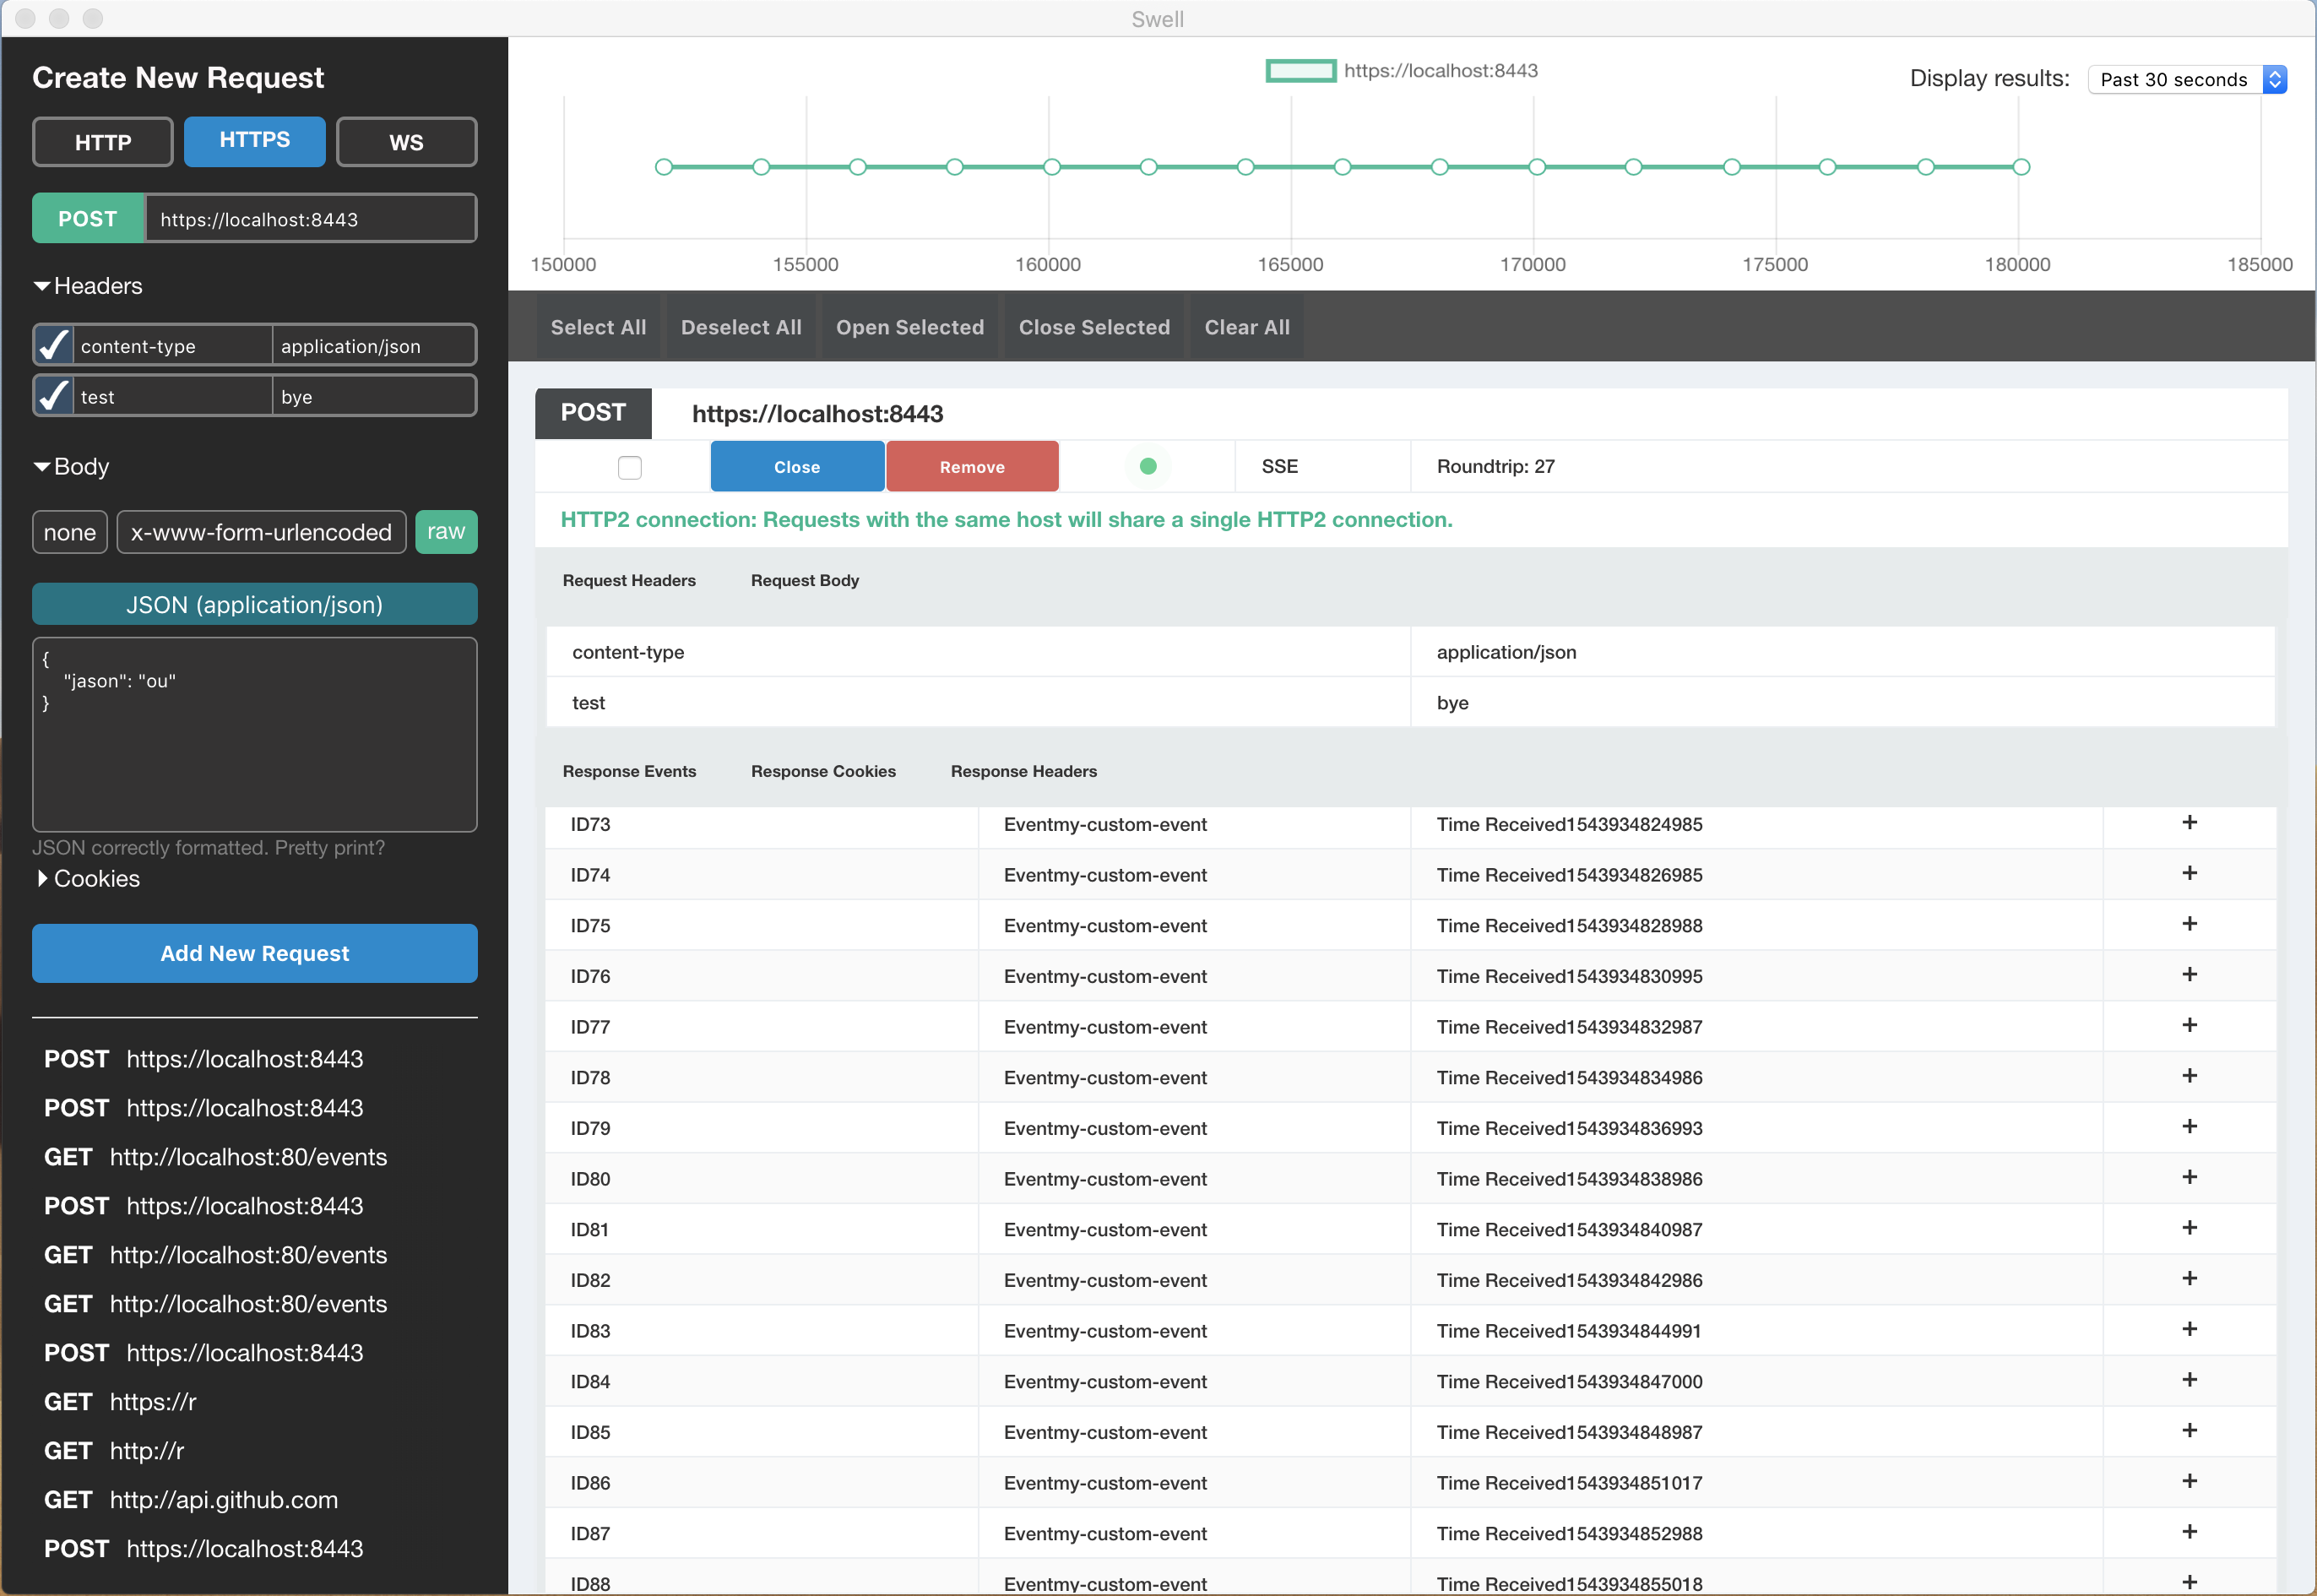 Swell
Create New Request
HTTP HTTPS WS
POST https://localhost:8443
Headers
content-type application/json
test bye
Body
none x-www-form-urlencoded raw
JSON (application/json)
{
"jason": "ou"
}
JSON correctly formatted. Pretty print?
Cookies
Add New Request
POST https://localhost:8443
POST https://localhost:8443
GET http://localhost:80/events
POST https://localhost:8443
GET http://localhost:80/events
GET http://localhost:80/events
POST https://localhost:8443
GET https://r
GET http://r
GET http://api.github.com
POST https://localhost:8443
https://localhost:8443
Display results: Past 30 seconds
150000 155000 160000 165000 170000 175000 180000 185000
Select All Deselect All Open Selected Close Selected Clear All
POST https://localhost:8443
Close Remove SSE Roundtrip: 27
HTTP2 connection: Requests with the same host will share a single HTTP2 connection.
Request Headers Request Body
content-type application/json
test bye
Response Events Response Cookies Response Headers
ID73 Eventmy-custom-event Time Received1543934824985 +
ID74 Eventmy-custom-event Time Received1543934826985 +
ID75 Eventmy-custom-event Time Received1543934828988 +
ID76 Eventmy-custom-event Time Received1543934830995 +
ID77 Eventmy-custom-event Time Received1543934832987 +
ID78 Eventmy-custom-event Time Received1543934834986 +
ID79 Eventmy-custom-event Time Received1543934836993 +
ID80 Eventmy-custom-event Time Received1543934838986 +
ID81 Eventmy-custom-event Time Received1543934840987 +
ID82 Eventmy-custom-event Time Received1543934842986 +
ID83 Eventmy-custom-event Time Received1543934844991 +
ID84 Eventmy-custom-event Time Received1543934847000 +
ID85 Eventmy-custom-event Time Received1543934848987 +
ID86 Eventmy-custom-event Time Received1543934851017 +
ID87 Eventmy-custom-event Time Received1543934852988 +
ID88 Eventmy-custom-event Time Received1543934855018 +